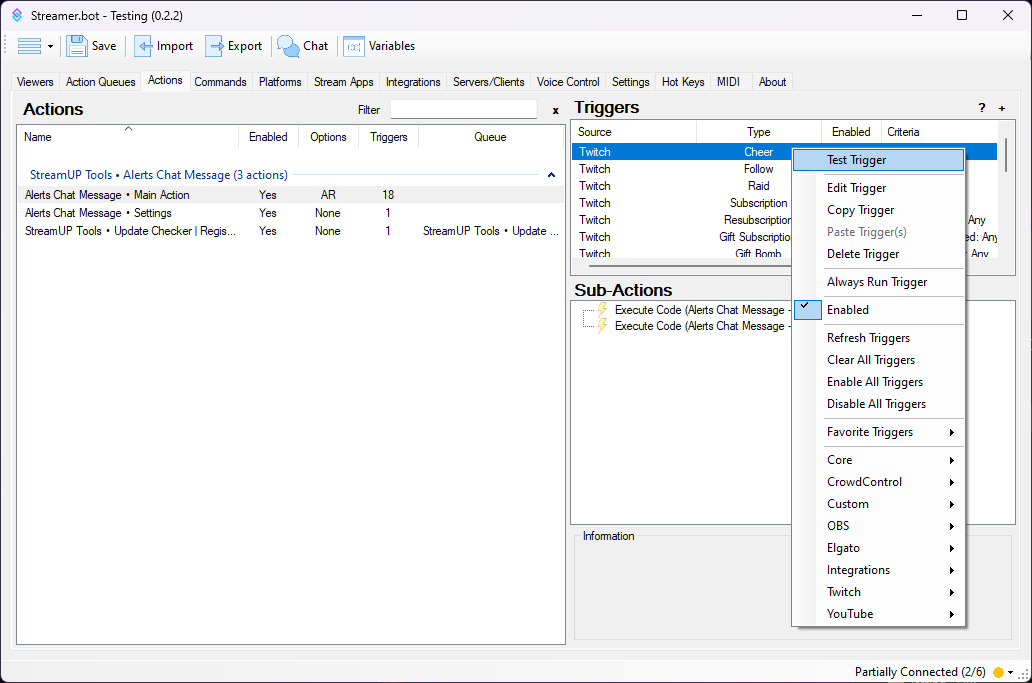 Streamer.bot - Testing (0.2.2)
Save Import Export Chat (x) Variables
Viewers Action Queues Actions Commands Platforms Stream Apps Integrations Servers/Clients Voice Control Settings Hot Keys MIDI About
Actions Filter x
Name Enabled Options Triggers Queue
StreamUP Tools • Alerts Chat Message (3 actions)
Alerts Chat Message • Main Action Yes AR 18
Alerts Chat Message • Settings Yes None 1
StreamUP Tools • Update Checker | Regis... Yes None 1 StreamUP Tools • Update ...
Triggers ? +
Source Type Enabled Criteria
Twitch Cheer
Twitch Follow
Twitch Raid
Twitch Subscription
Twitch Resubscription Any
Twitch Gift Subscriptio ed: Any
Twitch Gift Bomb Any
Sub-Actions
Execute Code (Alerts Chat Message -
Execute Code (Alerts Chat Message -
Information
Test Trigger
Edit Trigger
Copy Trigger
Paste Trigger(s)
Delete Trigger
Always Run Trigger
Enabled
Refresh Triggers
Clear All Triggers
Enable All Triggers
Disable All Triggers
Favorite Triggers
Core
CrowdControl
Custom
OBS
Elgato
Integrations
Twitch
YouTube
Partially Connected (2/6)